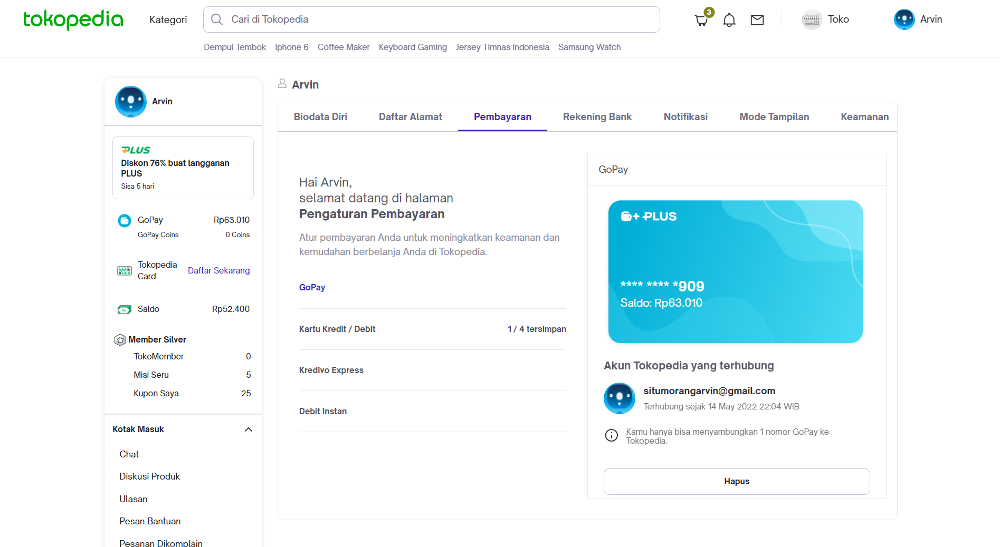 tokopedia
Kategori
Cari di Tokopedia
3
Toko
Arvin
Dempul Tembok Iphone 6 Coffee Maker Keyboard Gaming Jersey Timnas Indonesia Samsung Watch
Arvin
PLUS
Diskon 76% buat langganan
PLUS
Sisa 5 hari
GoPay Rp63.010
GoPay Coins 0 Coins
Tokopedia
Card
Daftar Sekarang
Rp
Saldo Rp52.400
Member Silver
TokoMember 0
Misi Seru 5
Kupon Saya 25
Kotak Masuk
Chat
Diskusi Produk
Ulasan
Pesan Bantuan
Pesanan Dikomplain
Arvin
Biodata Diri Daftar Alamat Pembayaran Rekening Bank Notifikasi Mode Tampilan Keamanan
Hai Arvin,
selamat datang di halaman
Pengaturan Pembayaran
Atur pembayaran Anda untuk meningkatkan keamanan dan
kemudahan berbelanja Anda di Tokopedia.
GoPay
Kartu Kredit / Debit 1 / 4 tersimpan
Kredivo Express
Debit Instan
GoPay
PLUS
**** **** *909
Saldo: Rp63.010
Akun Tokopedia yang terhubung
situmorangarvin@gmail.com
Terhubung sejak 14 May 2022 22:04 WIB
Kamu hanya bisa menyambungkan 1 nomor GoPay ke
Tokopedia.
Hapus